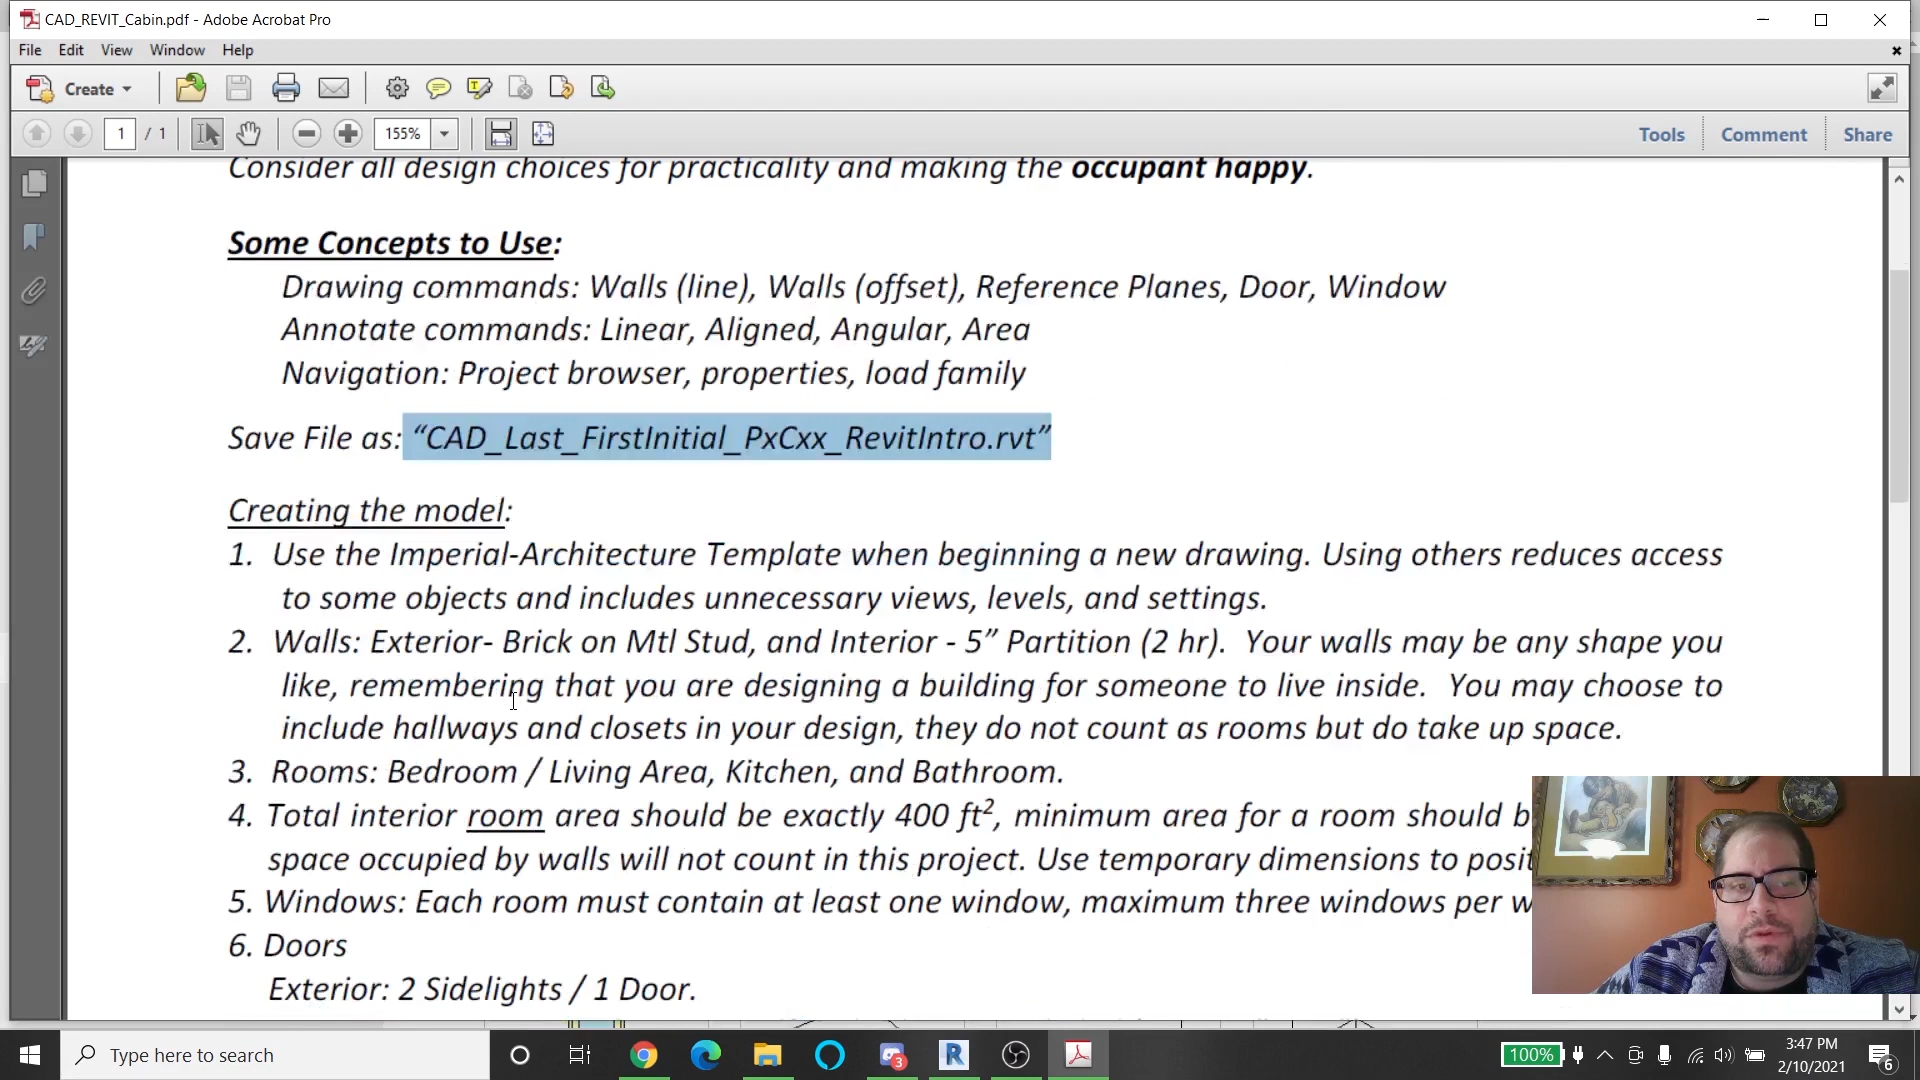 CAD_REVIT_Cabin.pdf - Adobe Acrobat Pro
File Edit View Window Help
Create
1 / 1 155% Tools Comment Share
Consider all design choices for practicality and making the occupant happy.
Some Concepts to Use:
Drawing commands: Walls (line), Walls (offset), Reference Planes, Door, Window
Annotate commands: Linear, Aligned, Angular, Area
Navigation: Project browser, properties, load family
Save File as: “CAD_Last_FirstInitial_PxCxx_RevitIntro.rvt”
Creating the model:
1. Use the Imperial-Architecture Template when beginning a new drawing. Using others reduces access
to some objects and includes unnecessary views, levels, and settings.
2. Walls: Exterior- Brick on Mtl Stud, and Interior - 5” Partition (2 hr). Your walls may be any shape you
like, remembering that you are designing a building for someone to live inside. You may choose to
include hallways and closets in your design, they do not count as rooms but do take up space.
3. Rooms: Bedroom / Living Area, Kitchen, and Bathroom.
4. Total interior room area should be exactly 400 ft², minimum area for a room should b
space occupied by walls will not count in this project. Use temporary dimensions to posit
5. Windows: Each room must contain at least one window, maximum three windows per w
6. Doors
Exterior: 2 Sidelights / 1 Door.
Type here to search
3
R
100%
3:47 PM
2/10/2021
6